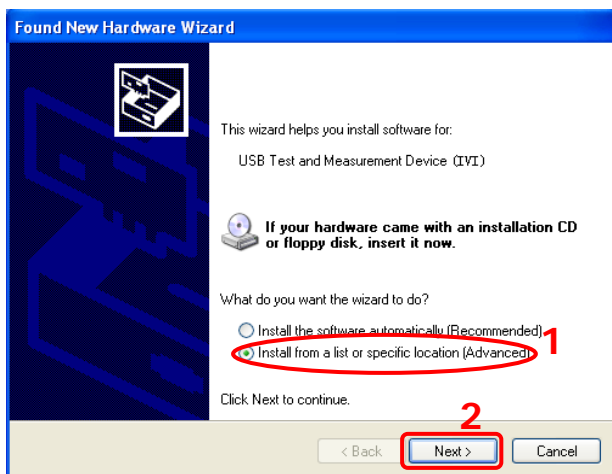 Found New Hardware Wizard
This wizard helps you install software for:
USB Test and Measurement Device (IVI)
If your hardware came with an installation CD
or floppy disk, insert it now.
What do you want the wizard to do?
Install the software automatically (Recommended)
Install from a list or specific location (Advanced)
1
Click Next to continue.
2
< Back
Next >
Cancel